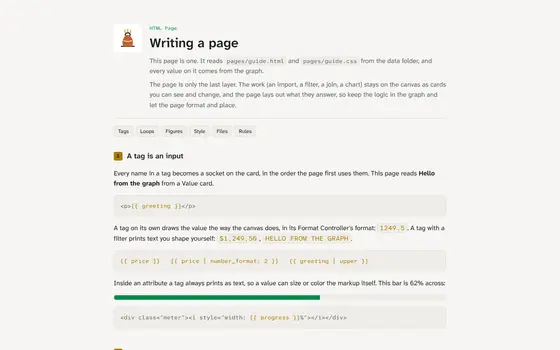 HTML Page
Writing a page
This page is one. It reads pages/guide.html and pages/guide.css from the data folder, and
every value on it comes from the graph.
The page is only the last layer. The work (an import, a filter, a join, a chart) stays on the canvas as cards
you can see and change, and the page lays out what they answer, so keep the logic in the graph and
let the page format and place.
Tags Loops Figures Style Files Rules
A tag is an input
Every name in a tag becomes a socket on the card, in the order the page first uses them. This page reads Hello
from the graph from a Value card.
<p>{{ greeting }}</p>
A tag on its own draws the value the way the canvas does, in its Format Controller's format: 1249.5. A tag with a
filter prints text you shape yourself: $1,249.50, HELLO FROM THE GRAPH.
{{ price }} {{ price | number_format: 2 }} {{ greeting | upper }}
Inside an attribute a tag always prints as text, so a value can size or color the markup itself. This bar is 62% across:
<div class="meter"><i style="width: {{ progress }}%"></i></div>